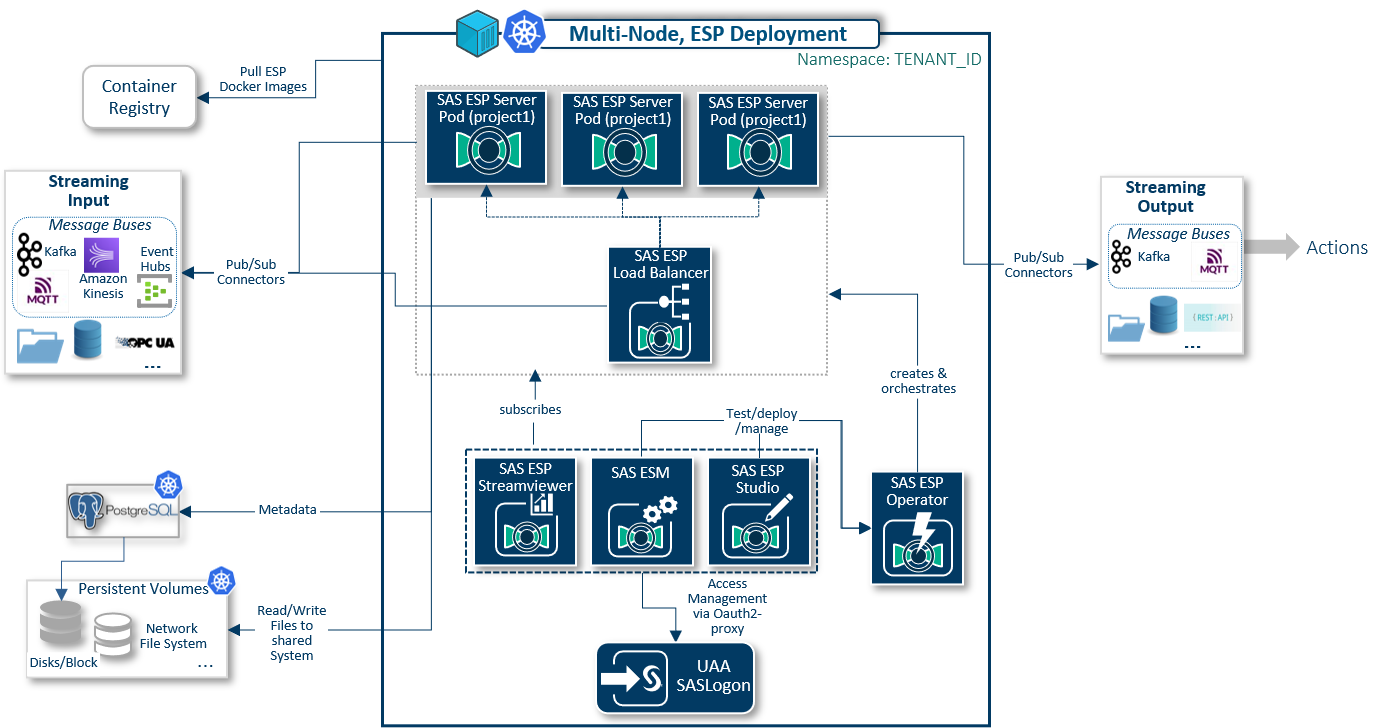 Multi-Node, ESP Deployment
Namespace: TENANT_ID
Pull ESP
Docker Images
Container
Registry
SAS ESP Server
Pod (project1)
SAS ESP Server
Pod (project1)
SAS ESP Server
Pod (project1)
Streaming
Input
Message Buses
Kafka
Amazon
Kinesis
Event
Hubs
MQTT
OPC UA
...
Pub/Sub
Connectors
SAS ESP
Load Balancer
Pub/Sub
Connectors
Streaming
Output
Message Buses
Kafka
MQTT
{ REST:API }
...
Actions
creates &
orchestrates
subscribes
Test/deploy
/manage
SAS ESP
Streamviewer
SAS ESM
SAS ESP
Studio
SAS ESP
Operator
PostgreSQL
Metadata
Persistent Volumes
Network
File System
Disks/Block
...
Read/Write
Files to
shared
System
Access
Management
via Oauth2-
proxy
UAA
SASLogon